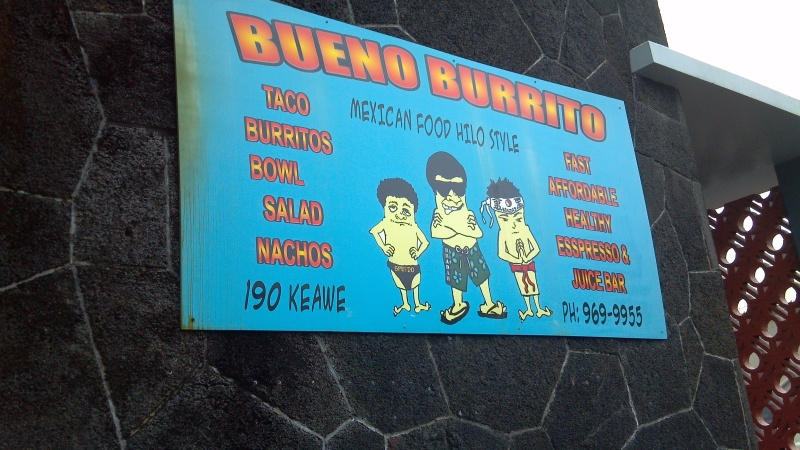 BUENO BURRITO
MEXICAN FOOD HILO STYLE
TACO
BURRITOS
BOWL
SALAD
NACHOS
190 KEAWE
FAST
AFFORDABLE
HEALTHY
ESSPRESSO &
JUICE BAR
PH: 969-9955